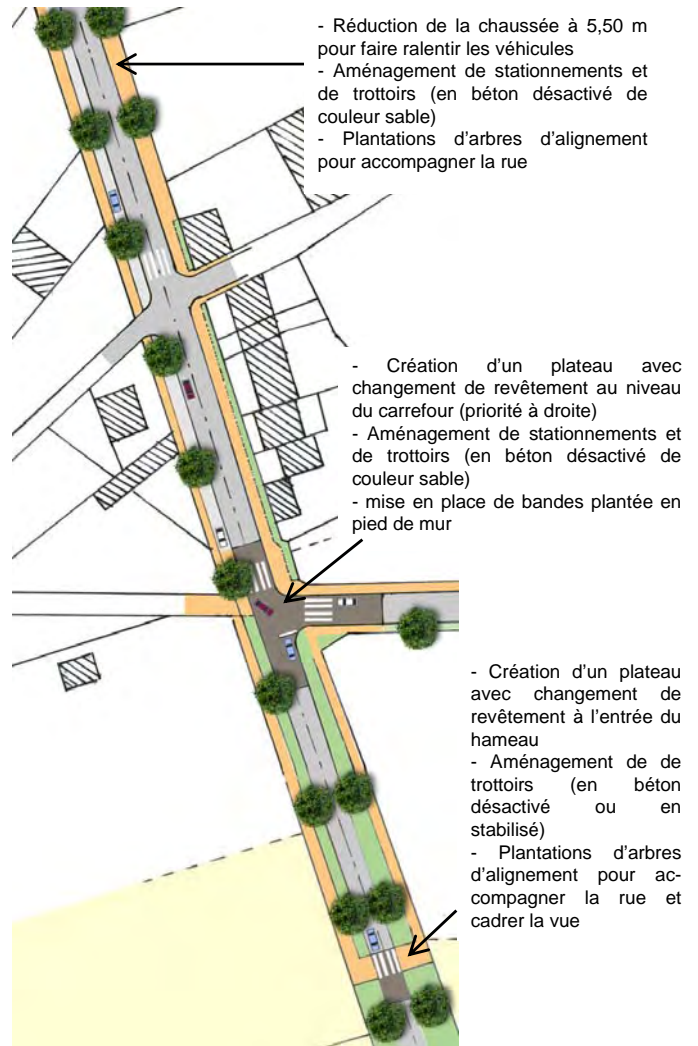 - Réduction de la chaussée à 5,50 m
pour faire ralentir les véhicules
- Aménagement de stationnements et
de trottoirs (en béton désactivé de
couleur sable)
- Plantations d'arbres d'alignement
pour accompagner la rue
- Création d'un plateau avec
changement de revêtement au niveau
du carrefour (priorité à droite)
- Aménagement de stationnements et
de trottoirs (en béton désactivé de
couleur sable)
- mise en place de bandes plantée en
pied de mur
- Création d'un plateau
avec changement de
revêtement à l'entrée du
hameau
- Aménagement de de
trottoirs (en béton
désactivé ou en
stabilisé)
- Plantations d'arbres
d'alignement pour ac-
compagner la rue et
cadrer la vue